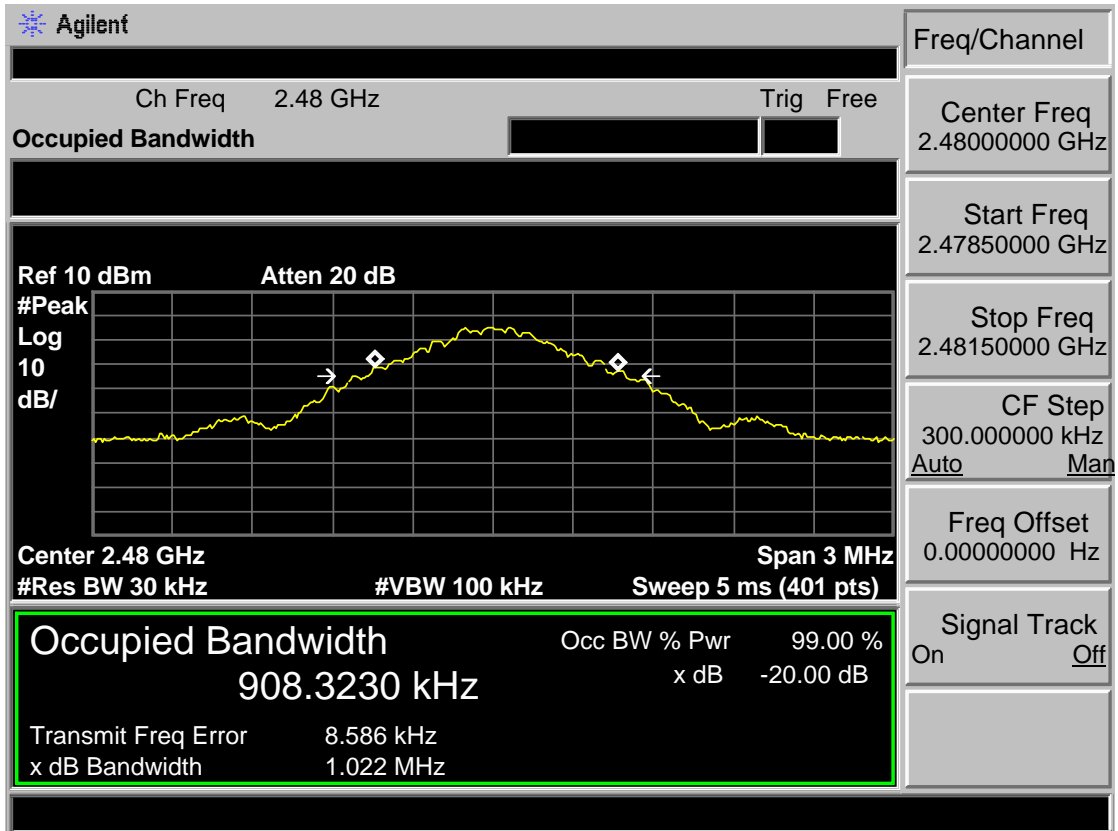 Agilent
Freq/Channel
Ch Freq 2.48 GHz Trig Free
Occupied Bandwidth
Center Freq
2.48000000 GHz
Start Freq
2.47850000 GHz
Stop Freq
2.48150000 GHz
CF Step
300.000000 kHz
Auto Man
Freq Offset
0.00000000 Hz
Signal Track
On Off
Ref 10 dBm Atten 20 dB
#Peak
Log
10
dB/
Center 2.48 GHz Span 3 MHz
#Res BW 30 kHz #VBW 100 kHz Sweep 5 ms (401 pts)
Occupied Bandwidth
908.3230 kHz
Occ BW % Pwr 99.00 %
x dB -20.00 dB
Transmit Freq Error 8.586 kHz
x dB Bandwidth 1.022 MHz